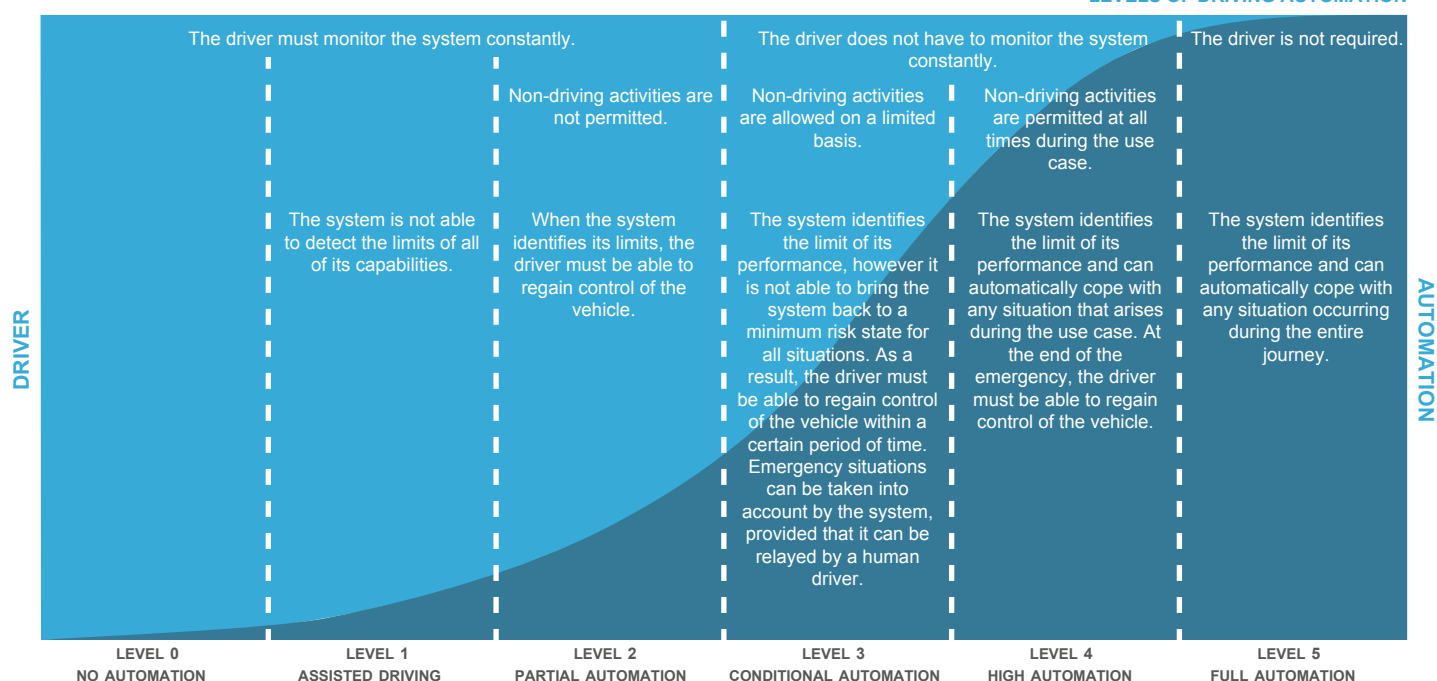 LEVELS OF DRIVING AUTOMATION
The driver must monitor the system constantly.
The driver does not have to monitor the system
constantly.
The driver is not required.
Non-driving activities are
not permitted.
Non-driving activities
are allowed on a limited
basis.
Non-driving activities
are permitted at all
times during the use
case.
The system is not able
to detect the limits of all
of its capabilities.
When the system
identifies its limits, the
driver must be able to
regain control of the
vehicle.
The system identifies
the limit of its
performance, however it
is not able to bring the
system back to a
minimum risk state for
all situations. As a
result, the driver must
be able to regain control
of the vehicle within a
certain period of time.
Emergency situations
can be taken into
account by the system,
provided that it can be
relayed by a human
driver.
The system identifies
the limit of its
performance and can
automatically cope with
any situation that arises
during the use case. At
the end of the
emergency, the driver
must be able to regain
control of the vehicle.
The system identifies
the limit of its
performance and can
automatically cope with
any situation occurring
during the entire
journey.
DRIVER
AUTOMATION
LEVEL 0
NO AUTOMATION
LEVEL 1
ASSISTED DRIVING
LEVEL 2
PARTIAL AUTOMATION
LEVEL 3
CONDITIONAL AUTOMATION
LEVEL 4
HIGH AUTOMATION
LEVEL 5
FULL AUTOMATION